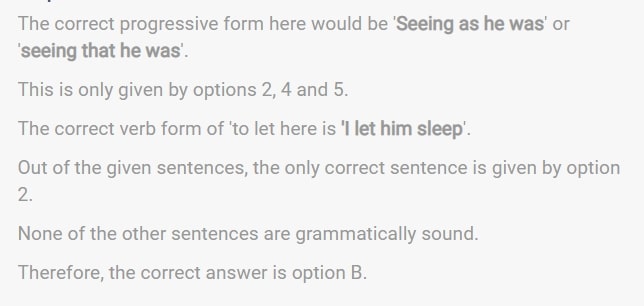 The correct progressive form here would be 'Seeing as he was' or
'seeing that he was'.
This is only given by options 2, 4 and 5.
The correct verb form of 'to let here is 'I let him sleep'.
Out of the given sentences, the only correct sentence is given by option
2.
None of the other sentences are grammatically sound.
Therefore, the correct answer is option B.